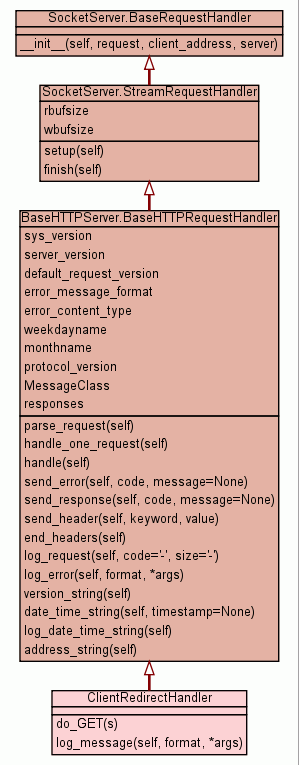 SocketServer.BaseRequestHandler
__init__(self, request, client_address, server)
SocketServer.StreamRequestHandler
rbufsize
wbufsize
setup(self)
finish(self)
BaseHTTPServer.BaseHTTPRequestHandler
sys_version
server_version
default_request_version
error_message_format
error_content_type
weekdayname
monthname
protocol_version
MessageClass
responses
parse_request(self)
handle_one_request(self)
handle(self)
send_error(self, code, message=None)
send_response(self, code, message=None)
send_header(self, keyword, value)
end_headers(self)
log_request(self, code='-', size='-')
log_error(self, format, *args)
version_string(self)
date_time_string(self, timestamp=None)
log_date_time_string(self)
address_string(self)
ClientRedirectHandler
do_GET(s)
log_message(self, format, *args)